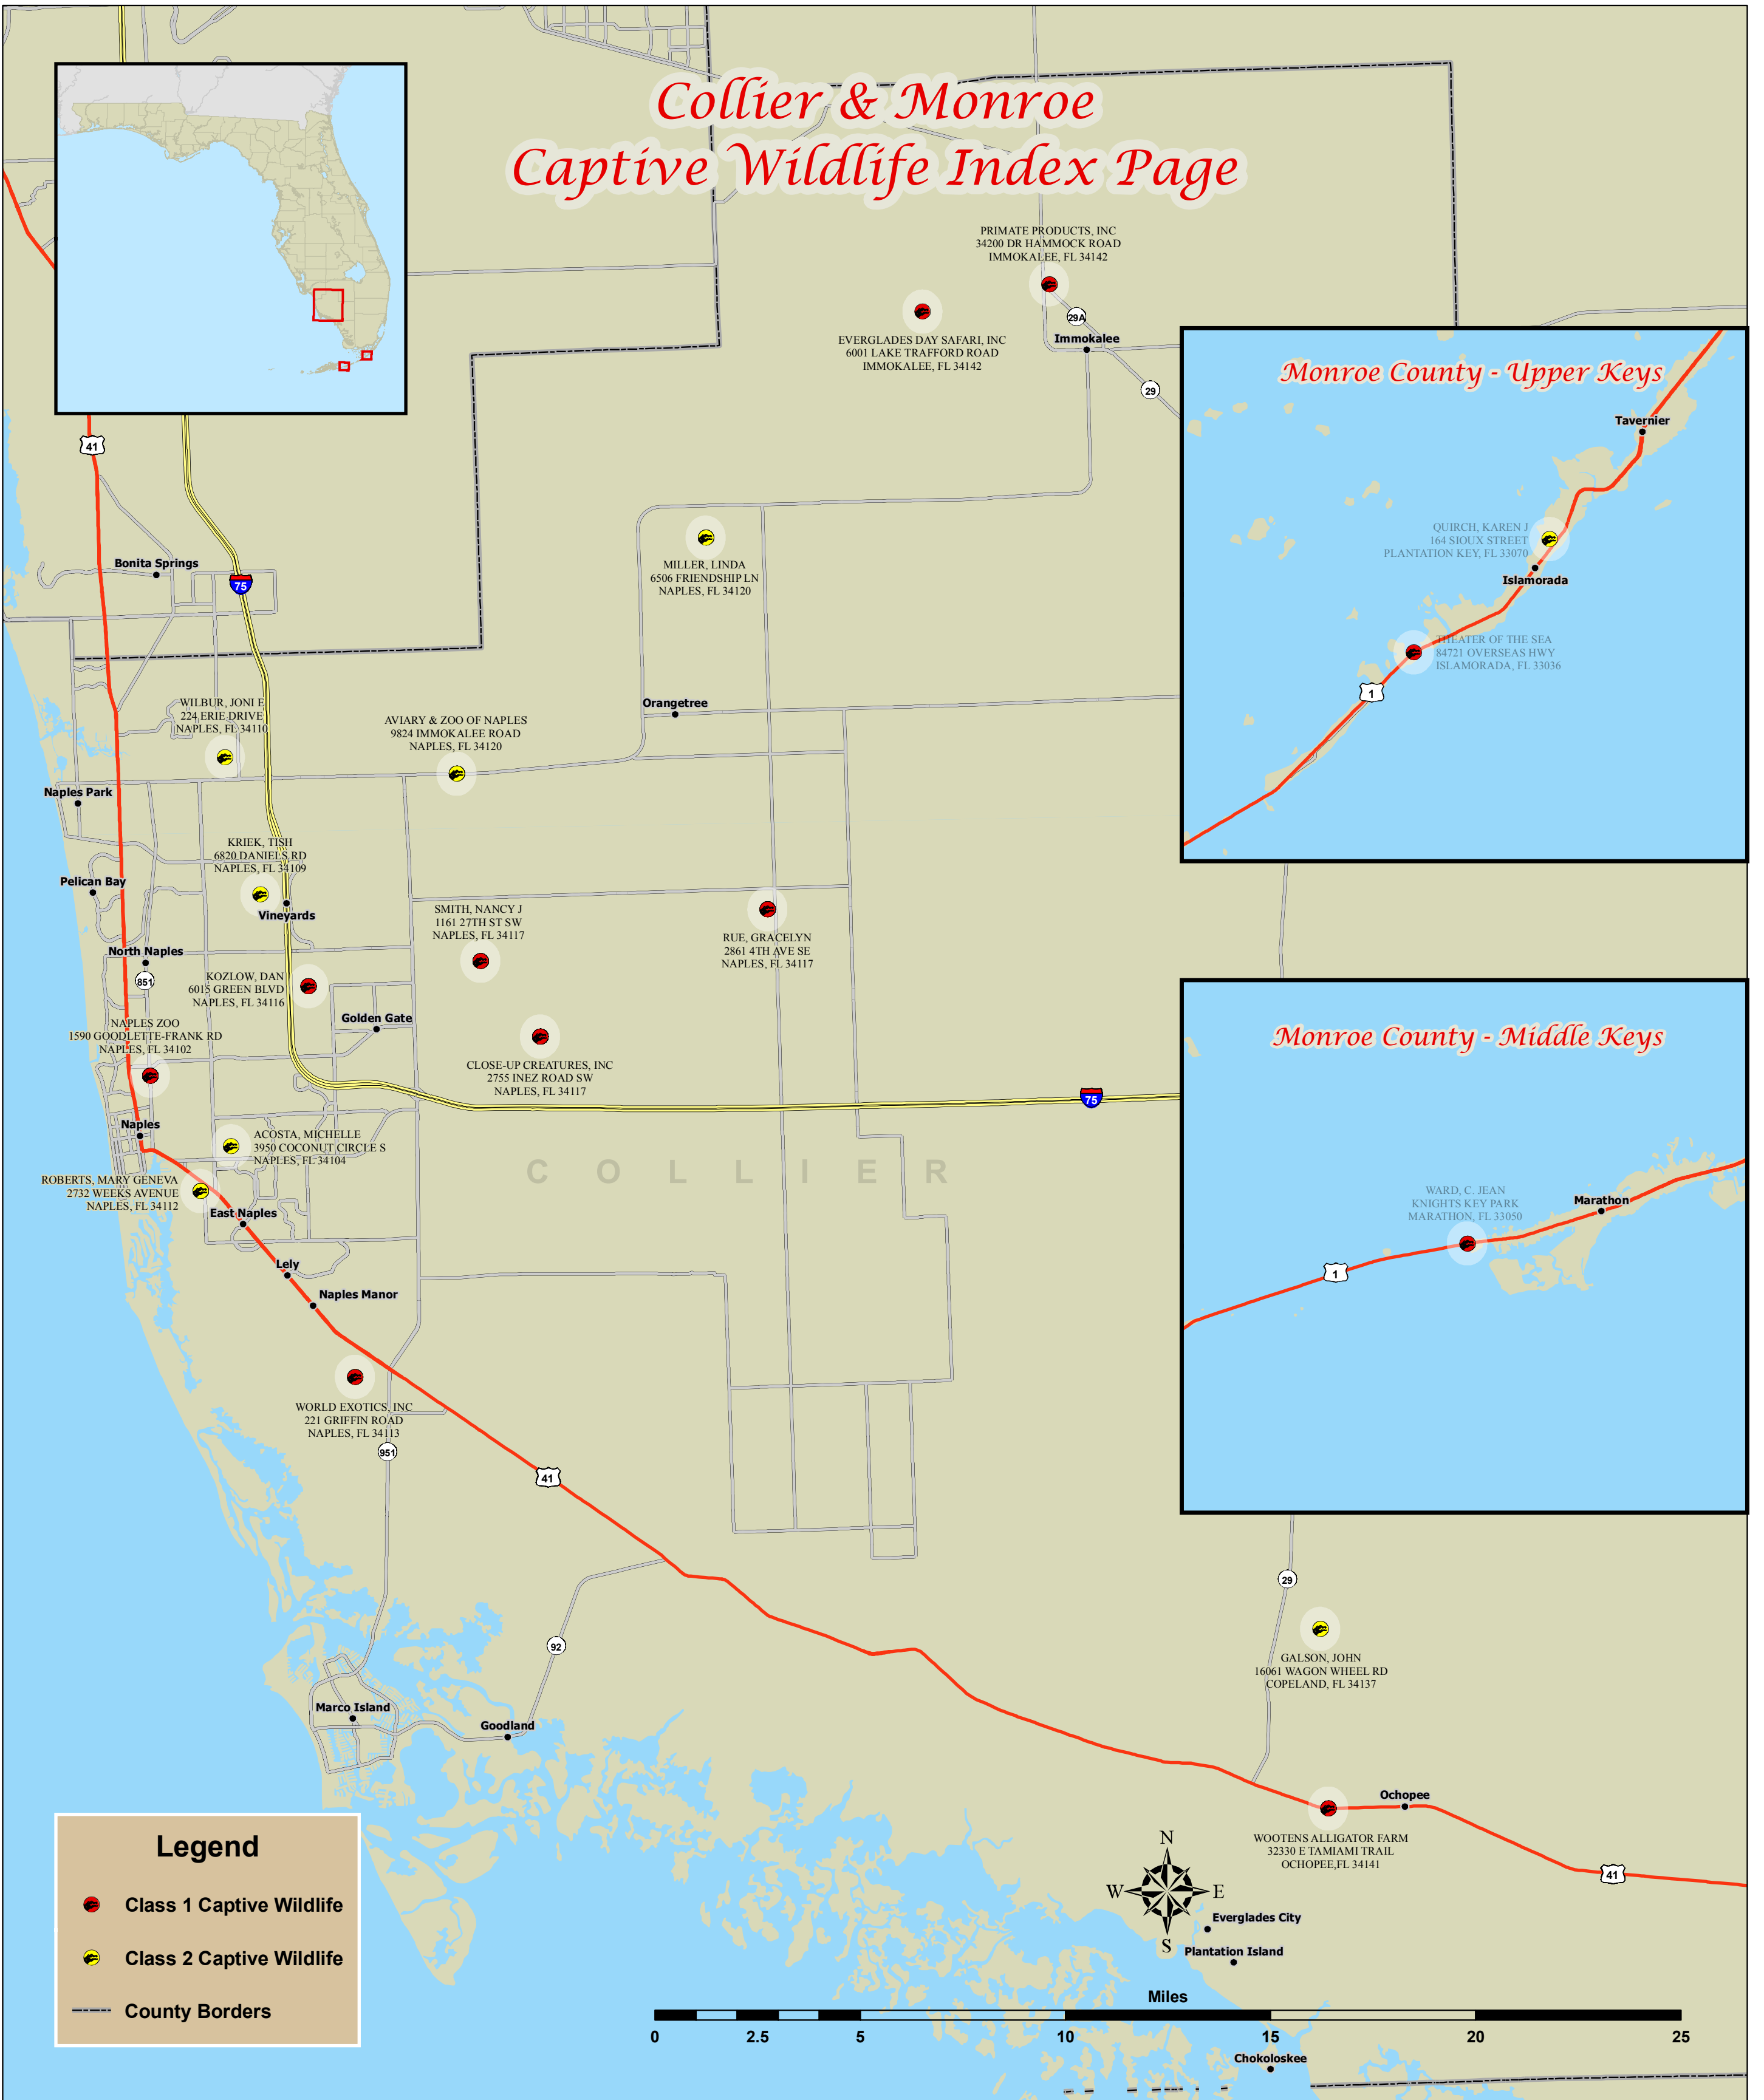 Collier & Monroe
Captive Wildlife Index Page
PRIMATE PRODUCTS, INC
34200 DR HAMMOCK ROAD
IMMOKALEE, FL 34142
29A
EVERGLADES DAY SAFARI, INC
6001 LAKE TRAFFORD ROAD
IMMOKALEE, FL 34142
Immokalee
29
41
Monroe County - Upper Keys
Tavernier
QUIRCH, KAREN J
164 SIOUX STREET
PLANTATION KEY, FL 33070
Islamorada
THEATER OF THE SEA
84721 OVERSEAS HWY
ISLAMORADA, FL 33036
1
Bonita Springs
75
MILLER, LINDA
6506 FRIENDSHIP LN
NAPLES, FL 34120
WILBUR, JONI E
224 ERIE DRIVE
NAPLES, FL 34110
AVIARY & ZOO OF NAPLES
9824 IMMOKALEE ROAD
NAPLES, FL 34120
Orangetree
Naples Park
KRIEK, TISH
6820 DANIELS RD
NAPLES, FL 34109
Pelican Bay
Vineyards
SMITH, NANCY J
1161 27TH ST SW
NAPLES, FL 34117
RUE, GRACELYN
2861 4TH AVE SE
NAPLES, FL 34117
North Naples
851
KOZLOW, DAN
6015 GREEN BLVD
NAPLES, FL 34116
Golden Gate
NAPLES ZOO
1590 GOODLETTE-FRANK RD
NAPLES, FL 34102
CLOSE-UP CREATURES, INC
2755 INEZ ROAD SW
NAPLES, FL 34117
75
Monroe County - Middle Keys
WARD, C. JEAN
KNIGHTS KEY PARK
MARATHON, FL 33050
Marathon
1
Naples
ACOSTA, MICHELLE
3950 COCONUT CIRCLE S
NAPLES, FL 34104
COLLIER
ROBERTS, MARY GENEVA
2732 WEEKS AVENUE
NAPLES, FL 34112
East Naples
Lely
Naples Manor
WORLD EXOTICS, INC
221 GRIFFIN ROAD
NAPLES, FL 34113
951
41
29
92
GALSON, JOHN
16061 WAGON WHEEL RD
COPELAND, FL 34137
Marco Island
Goodland
Ochopee
WOOTENS ALLIGATOR FARM
32330 E TAMIAMI TRAIL
OCHOPEE,FL 34141
41
N
W E
S
Everglades City
Plantation Island
Legend
Class 1 Captive Wildlife
Class 2 Captive Wildlife
County Borders
Miles
0 2.5 5 10 15 20 25
Chokoloskee